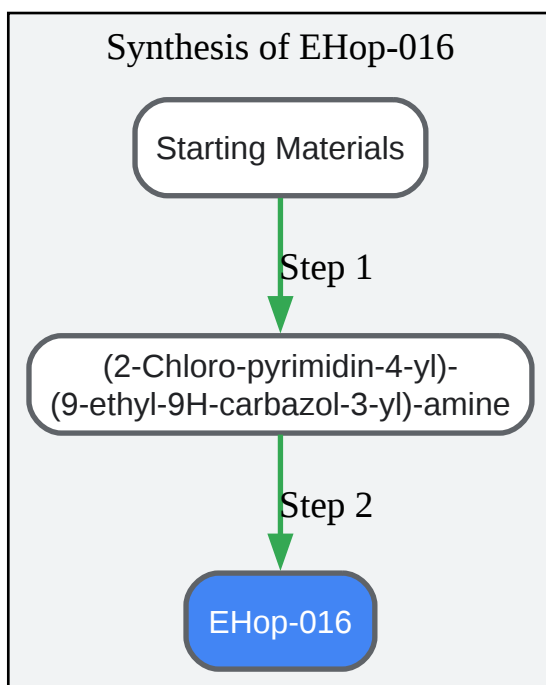 Synthesis of EHop-016
Starting Materials
Step 1
(2-Chloro-pyrimidin-4-yl)-
(9-ethyl-9H-carbazol-3-yl)-amine
Step 2
EHop-016